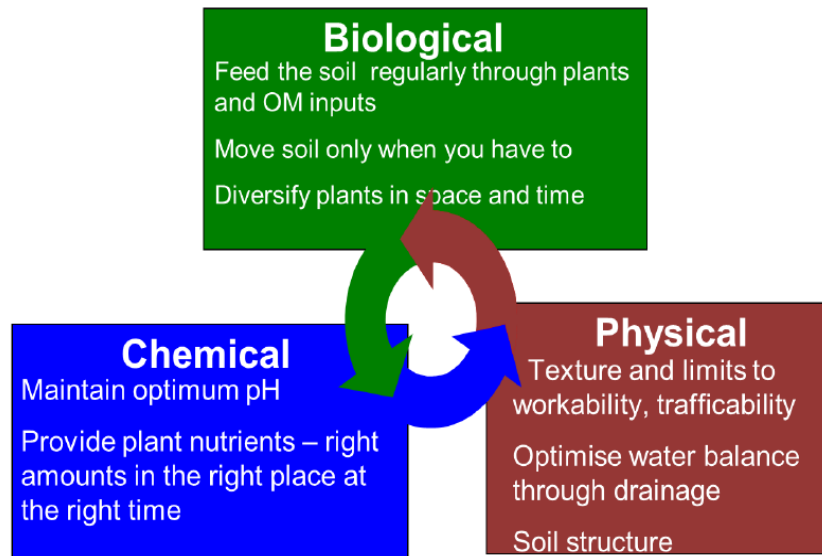 Biological
Feed the soil regularly through plants
and OM inputs
Move soil only when you have to
Diversify plants in space and time
Chemical
Maintain optimum pH
Provide plant nutrients – right
amounts in the right place at
the right time
Physical
Texture and limits to
workability, trafficability
Optimise water balance
through drainage
Soil structure